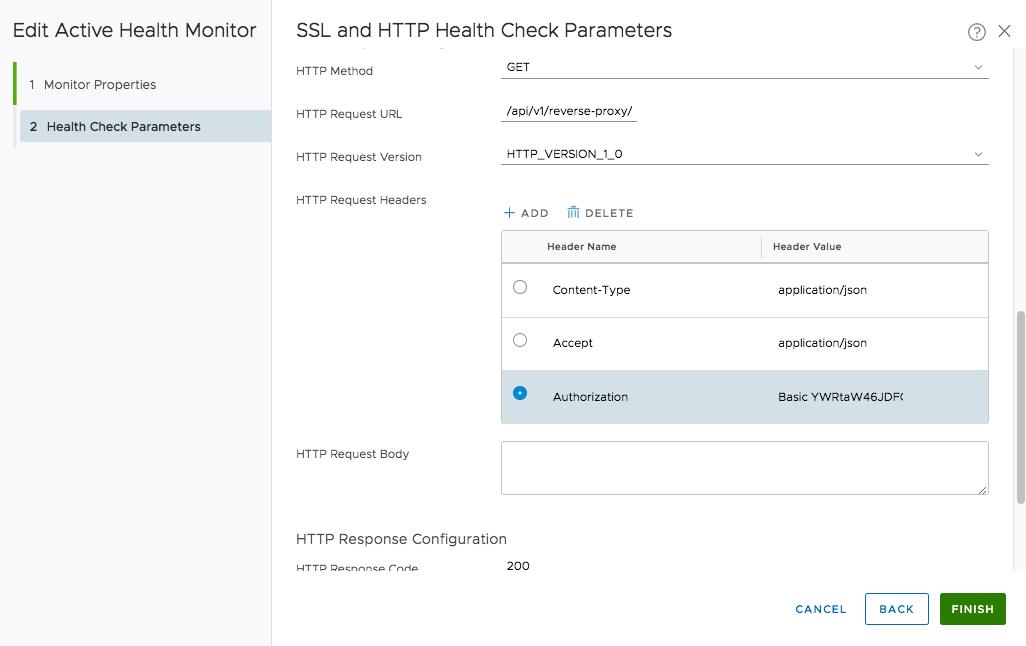 Edit Active Health Monitor
1 Monitor Properties
2 Health Check Parameters
SSL and HTTP Health Check Parameters
HTTP Method
GET
HTTP Request URL
/api/v1/reverse-proxy/
HTTP Request Version
HTTP_VERSION_1_0
HTTP Request Headers
ADD
DELETE
Header Name
Header Value
Content-Type
application/json
Accept
application/json
Authorization
Basic
HTTP Request Body
HTTP Response Configuration
HTTP Response Code
200
CANCEL
BACK
FINISH